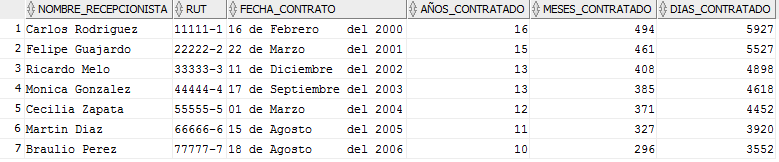 NOMBRE_RECEPCIONISTA RUT FECHA_CONTRATO AÑOS_CONTRATADO MESES_CONTRATADO DIAS_CONTRATADO
1 Carlos Rodriguez 11111-1 16 de Febrero del 2000 16 494 5927
2 Felipe Guajardo 22222-2 22 de Marzo del 2001 15 461 5527
3 Ricardo Melo 33333-3 11 de Diciembre del 2002 13 408 4898
4 Monica Gonzalez 44444-4 17 de Septiembre del 2003 13 385 4618
5 Cecilia Zapata 55555-5 01 de Marzo del 2004 12 371 4452
6 Martin Diaz 66666-6 15 de Agosto del 2005 11 327 3920
7 Braulio Perez 77777-7 18 de Agosto del 2006 10 296 3552